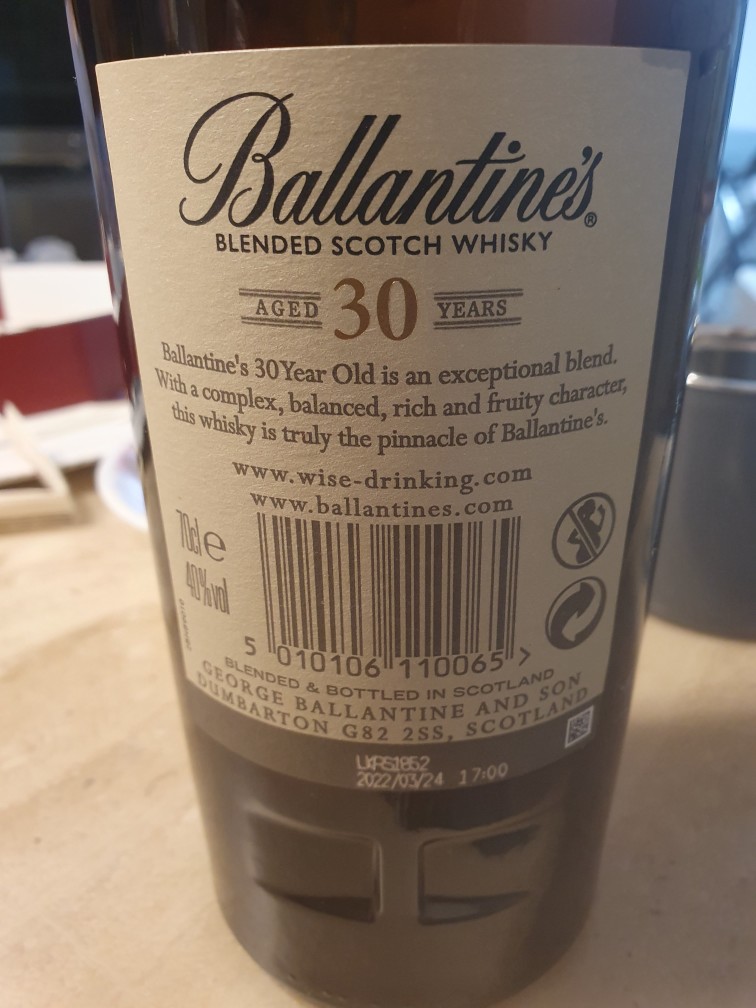 Ballantine's®
BLENDED SCOTCH WHISKY
AGED 30 YEARS
Ballantine's 30 Year Old is an exceptional blend.
With a complex, balanced, rich and fruity character,
this whisky is truly the pinnacle of Ballantine's.
www.wise-drinking.com
www.ballantines.com
70cl e
40%vol
5 010106 110065 >
BLENDED & BOTTLED IN SCOTLAND
GEORGE BALLANTINE AND SON
DUMBARTON G82 2SS, SCOTLAND
LKRS1852
2022/03/24 17:00